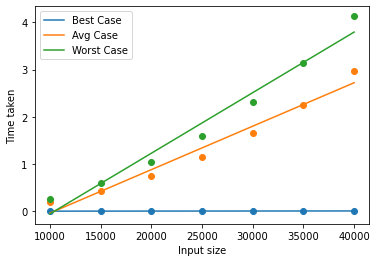 Best Case
Avg Case
Worst Case
4
3
2
1
0
Time taken
10000 15000 20000 25000 30000 35000 40000
Input size